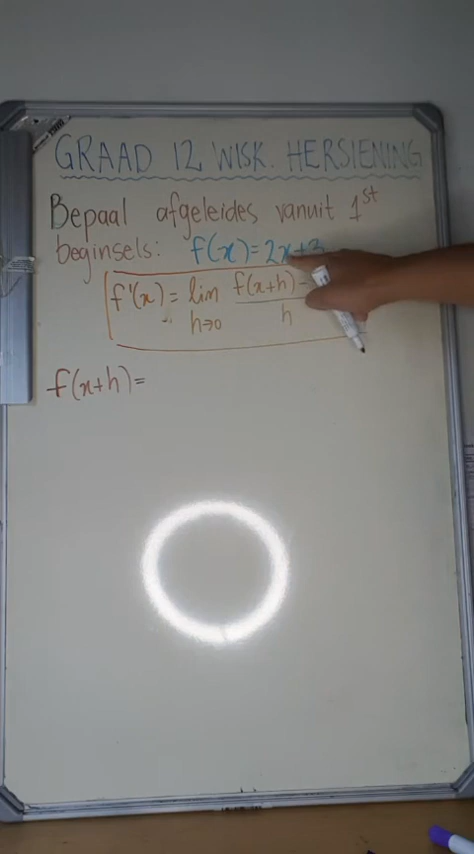 GRAAD 12 WISK. HERSIENING
Bepaal afgeleides vanuit 1st
beginsels: f(x)=2x+3
f'(x) = lim h→0 f(x+h) - / h
f(x+h)=